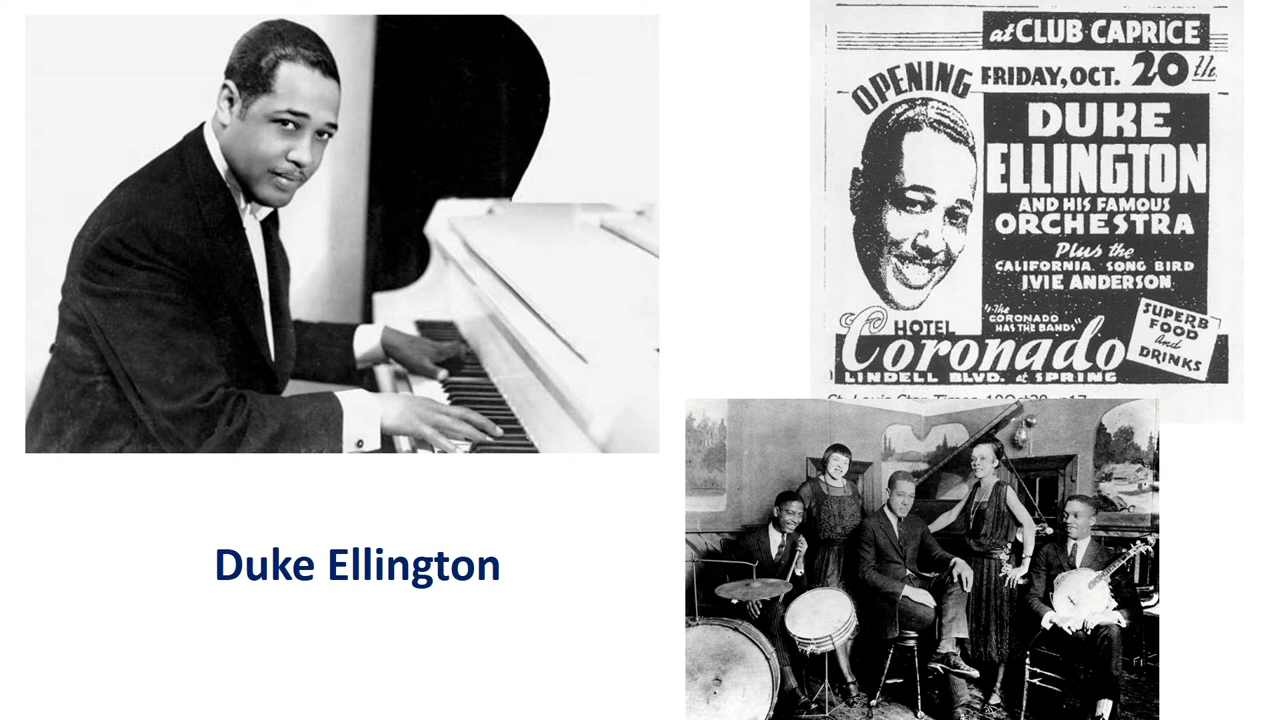 at CLUB CAPRICE
OPENING
FRIDAY, OCT. 20th
DUKE
ELLINGTON
AND HIS FAMOUS
ORCHESTRA
Plus the
CALIFORNIA SONG BIRD
IVIE ANDERSON
"The
CORONADO
HAS THE BANDS"
HOTEL
Coronado
LINDELL BLVD. at SPRING
SUPERB
FOOD
and
DRINKS
Duke Ellington